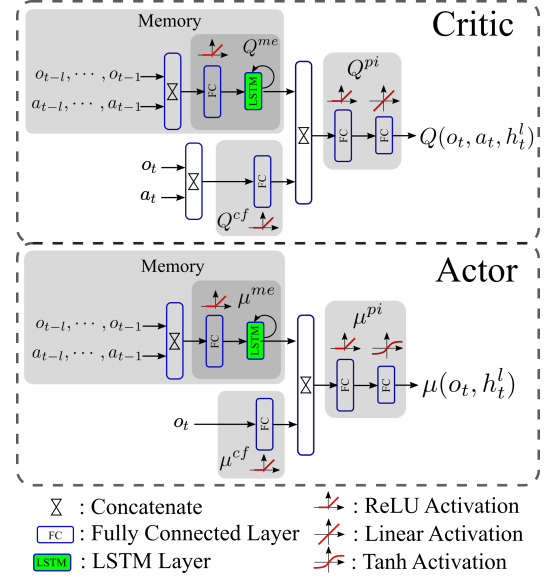 Critic
Memory
Q^{me}
o_{t-l}, ⋯, o_{t-1}
a_{t-l}, ⋯, a_{t-1}
FC
LSTM
Q^{pi}
FC
FC
Q(o_t, a_t, h_t^l)
o_t
a_t
FC
Q^{cf}
Actor
Memory
μ^{me}
o_{t-l}, ⋯, o_{t-1}
a_{t-l}, ⋯, a_{t-1}
FC
LSTM
μ^{pi}
FC
FC
μ(o_t, h_t^l)
o_t
FC
μ^{cf}
: Concatenate
FC : Fully Connected Layer
LSTM : LSTM Layer
: ReLU Activation
: Linear Activation
: Tanh Activation